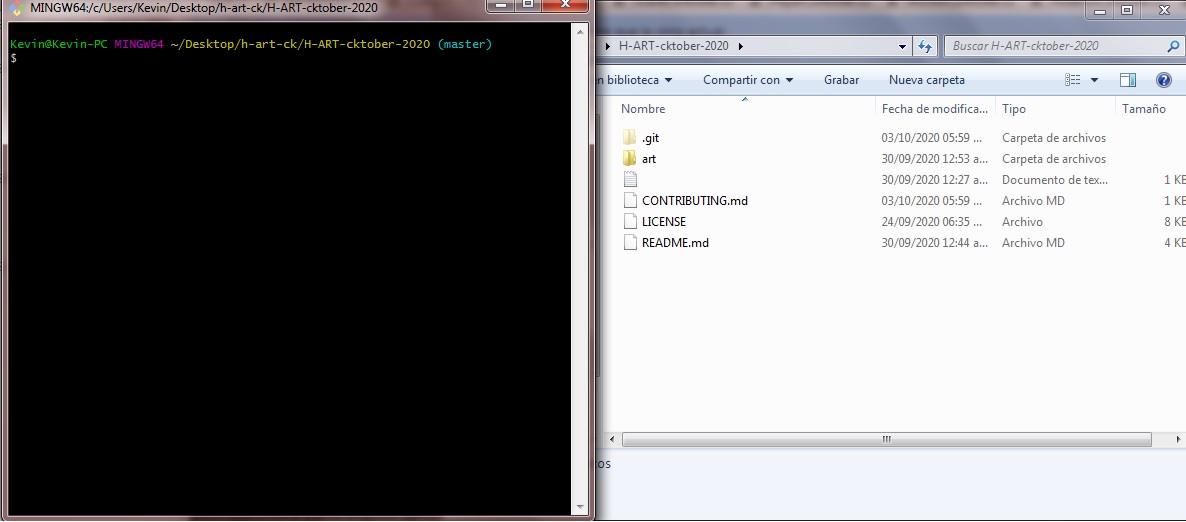 MINGW64:/c/Users/Kevin/Desktop/h-art-ck/H-ART-cktober-2020
Kevin@Kevin-PC MINGW64 ~/Desktop/h-art-ck/H-ART-cktober-2020 (master)
$
H-ART-cktober-2020
Buscar H-ART-cktober-2020
n biblioteca
Compartir con
Grabar
Nueva carpeta
Nombre
Fecha de modifica...
Tipo
Tamaño
.git 03/10/2020 05:59 ... Carpeta de archivos
art 30/09/2020 12:53 a... Carpeta de archivos
30/09/2020 12:27 a... Documento de tex... 1 KB
CONTRIBUTING.md 03/10/2020 05:59 ... Archivo MD 1 KB
LICENSE 24/09/2020 06:35 ... Archivo 8 KB
README.md 30/09/2020 12:44 a... Archivo MD 4 KB
os